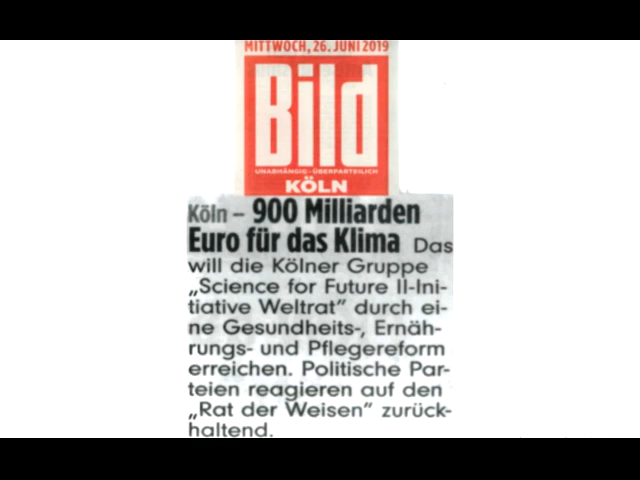 MITTWOCH, 26. JUNI 2019
Bild
UNABHÄNGIG · ÜBERPARTEILICH
KÖLN
Köln – 900 Milliarden
Euro für das Klima Das
will die Kölner Gruppe
„Science for Future II-Ini-
tiative Weltrat” durch ei-
ne Gesundheits-, Ernäh-
rungs- und Pflegereform
erreichen. Politische Par-
teien reagieren auf den
„Rat der Weisen” zurück-
haltend.